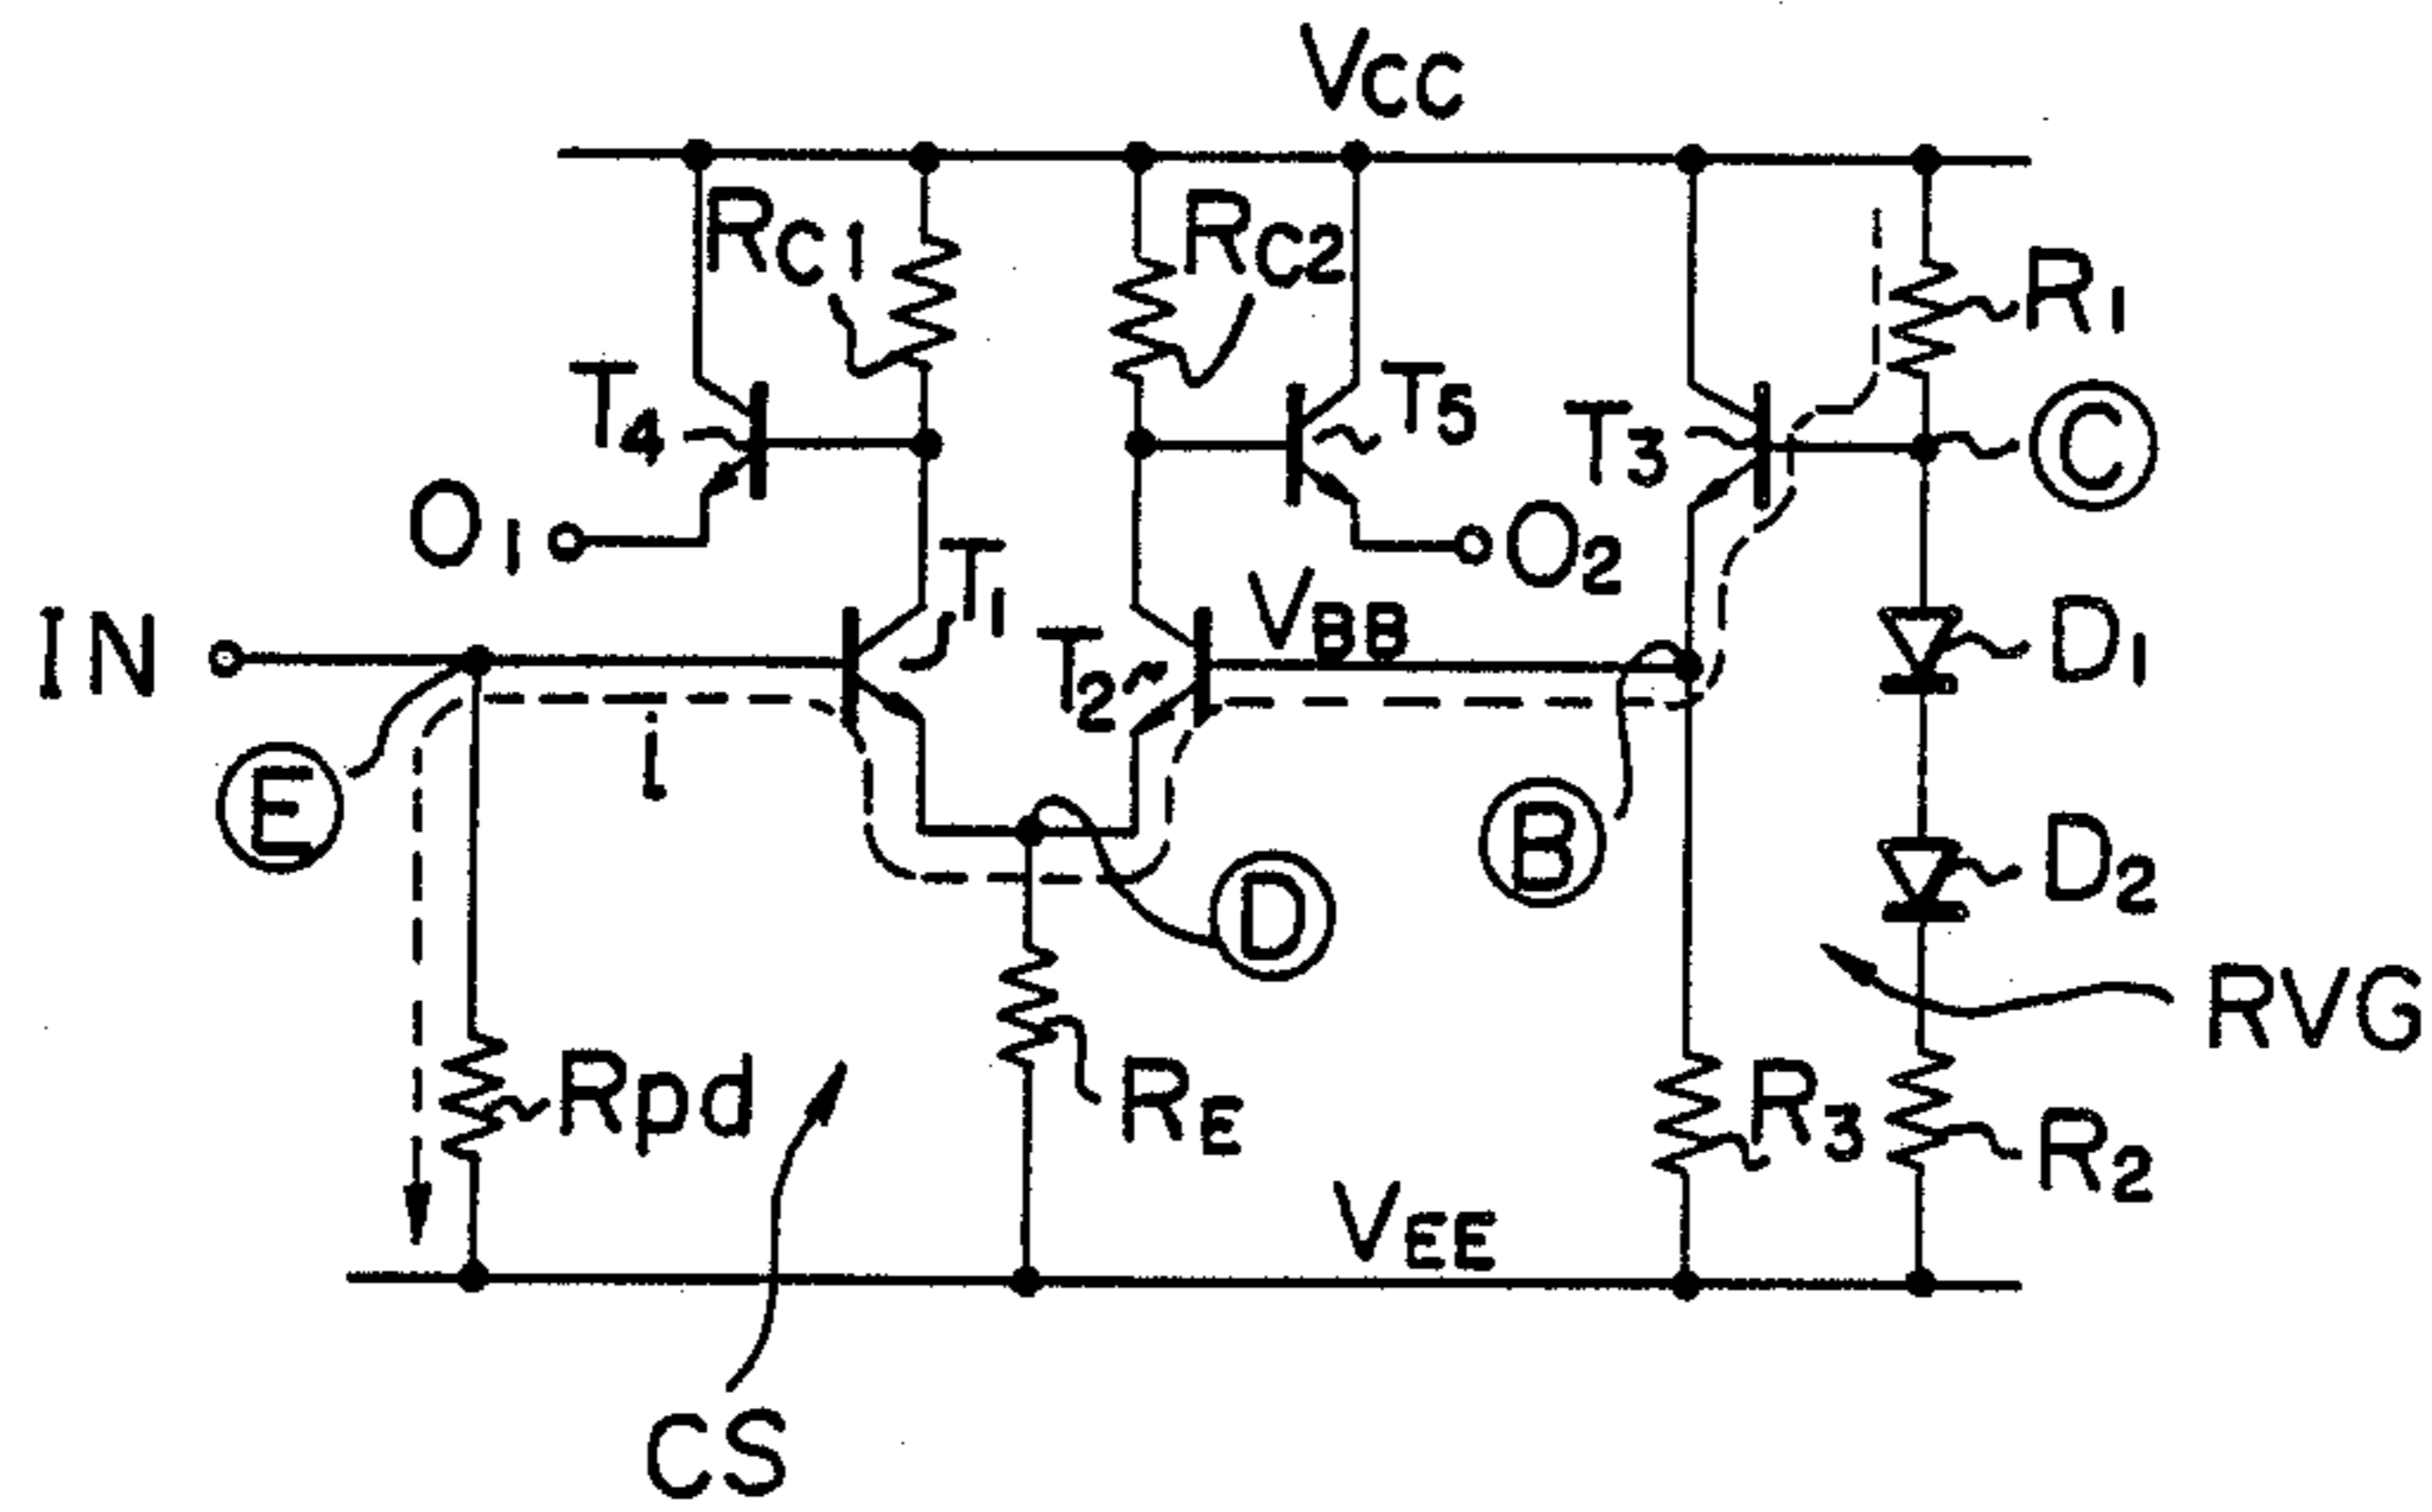 VCC
RC1
RC2
R1
T4
T5
T3
C
O1
O2
T1
IN
T2
VBB
D1
i
E
B
D
D2
RVG
Rpd
RE
R3
R2
VEE
CS